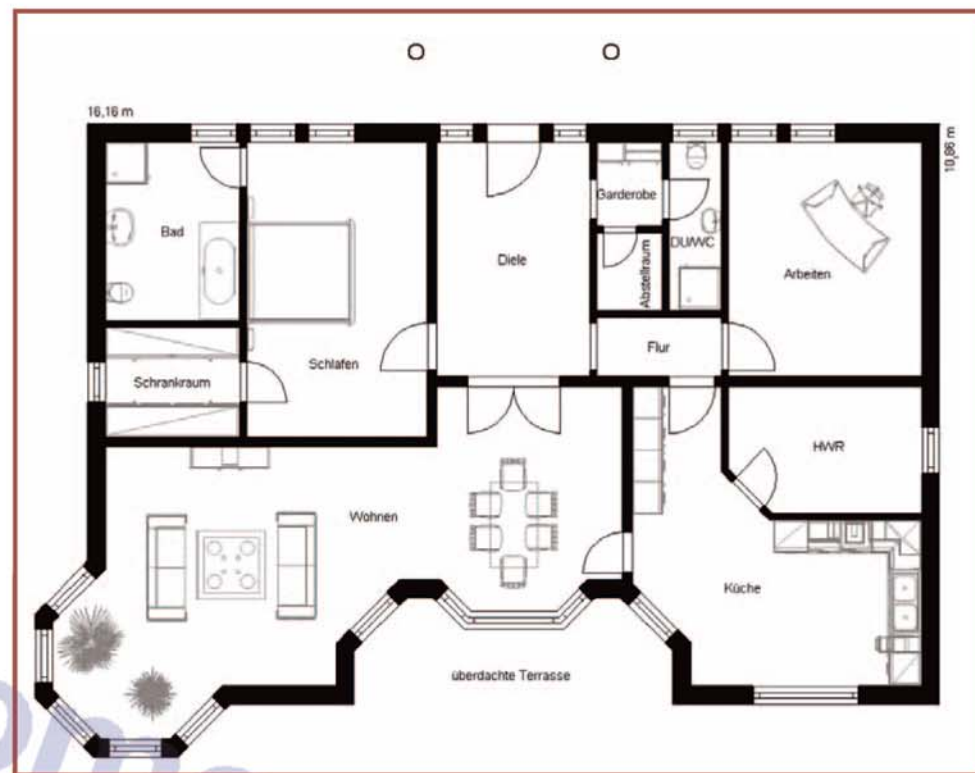 16,16 m
10,86 m
Bad
Garderobe
Diele
DU/WC
Abstellraum
Arbeiten
Flur
Schlafen
Schrankraum
HWR
Wohnen
Küche
überdachte Terrasse